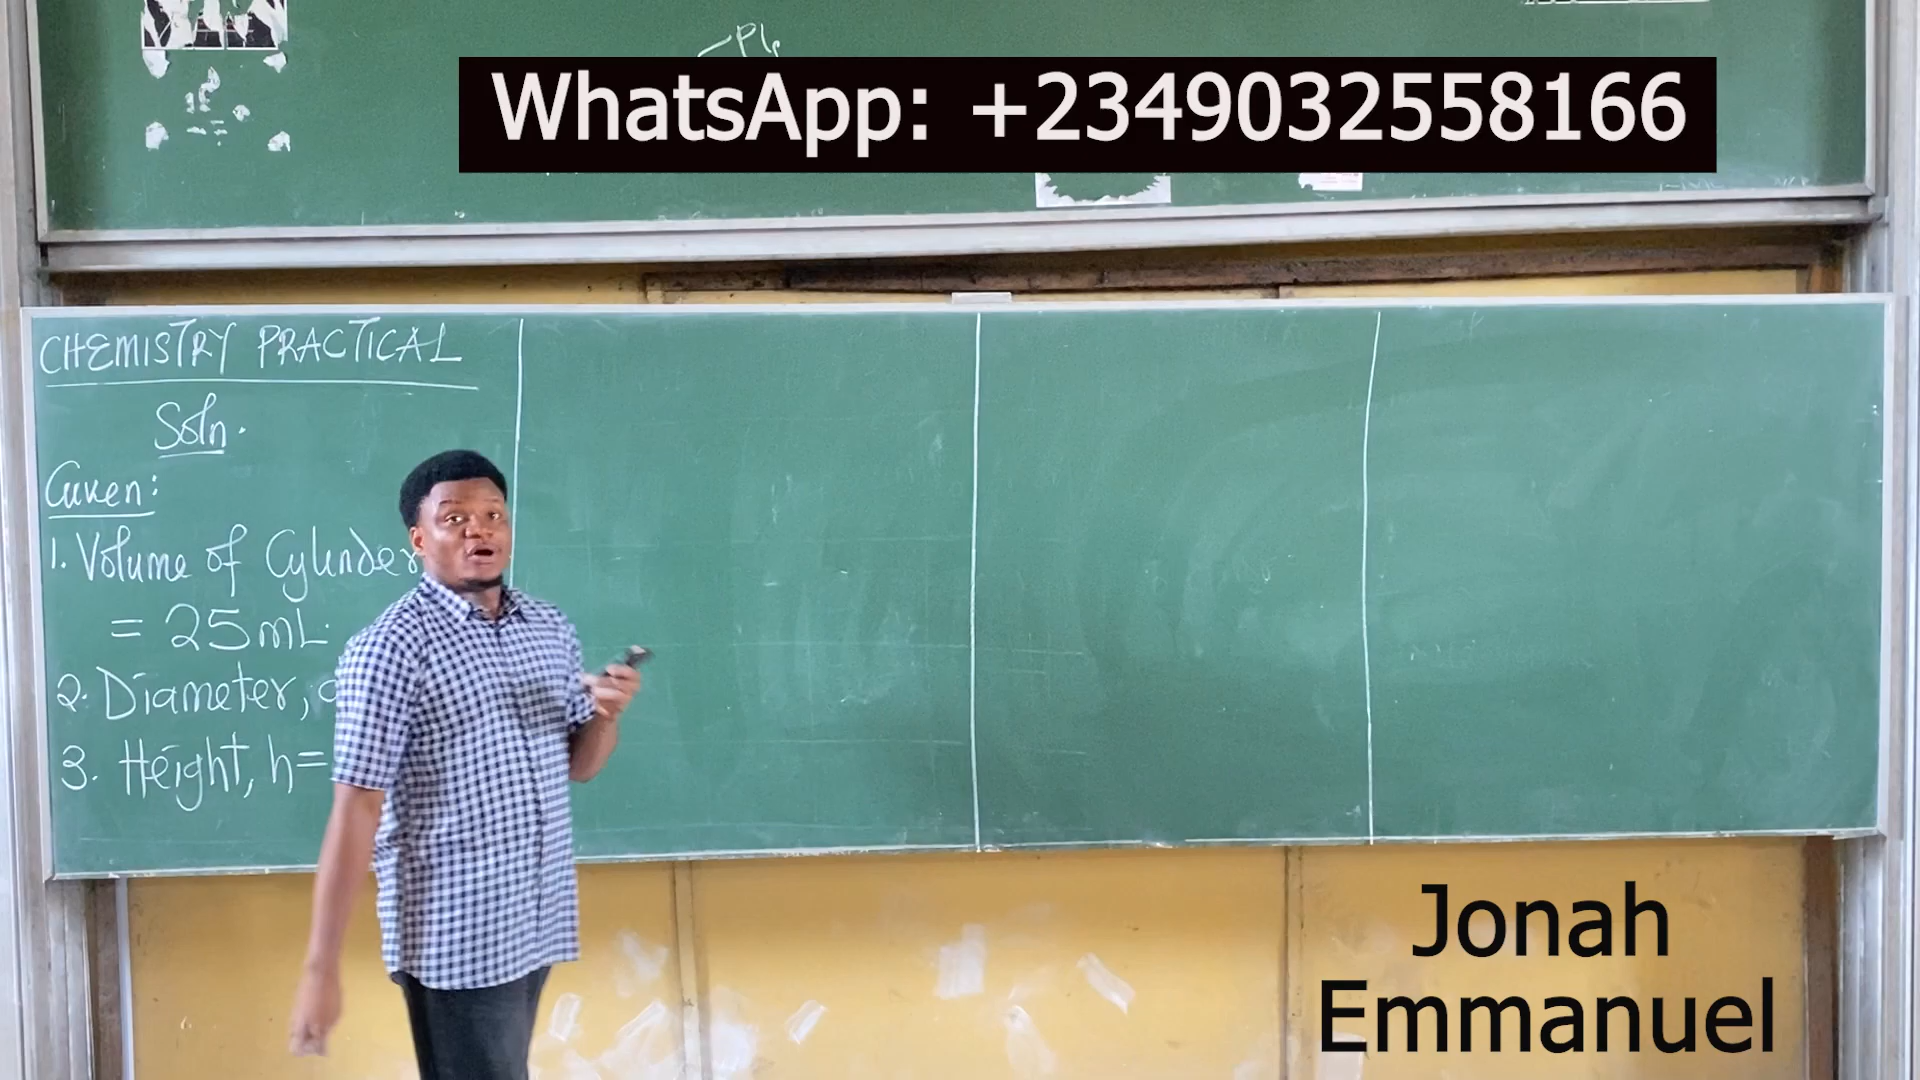 WhatsApp: +2349032558166
CHEMISTRY PRACTICAL
Soln.
Given:
1. Volume of Cylinder
= 25mL
2. Diameter,
3. Height, h=
Jonah
Emmanuel